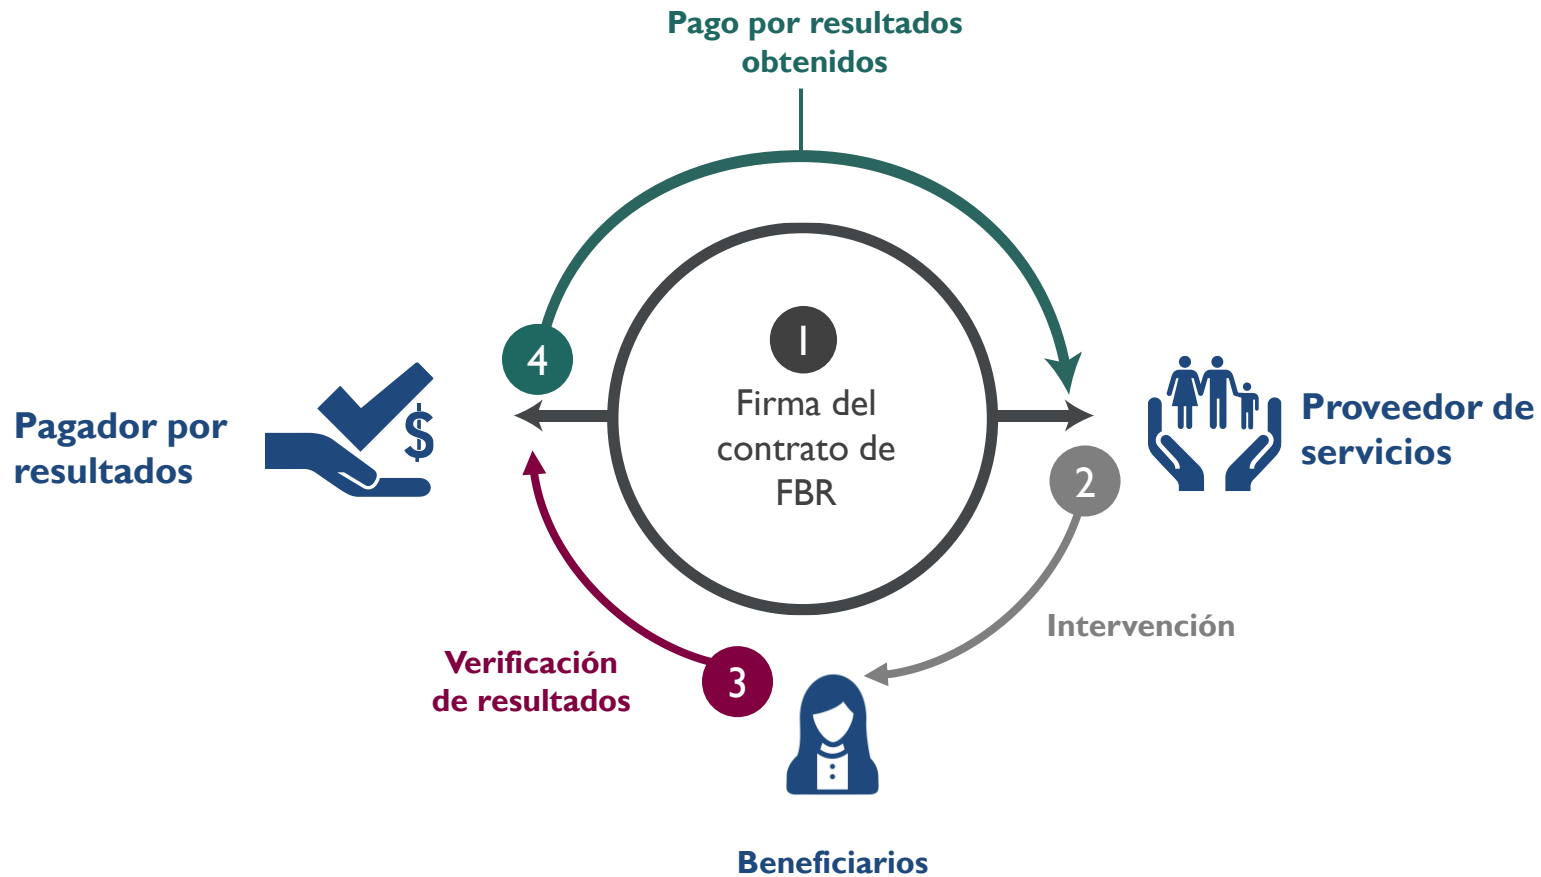 Pago por resultados
obtenidos
1
Firma del
contrato de
FBR
4
Pagador por
resultados
$
Proveedor de
servicios
2
Intervención
Verificación
de resultados
3
Beneficiarios